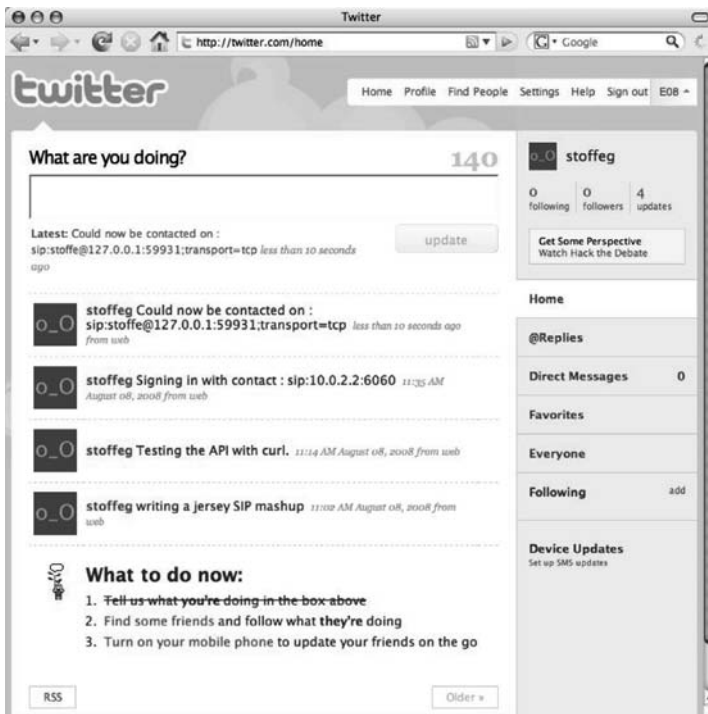 Twitter
http://twitter.com/home
Google
twitter
Home Profile Find People Settings Help Sign out E08
What are you doing? 140
Latest: Could now be contacted on :
sip:stoffe@127.0.0.1:59931;transport=tcp less than 10 seconds
ago
update
stoffeg Could now be contacted on :
sip:stoffe@127.0.0.1:59931;transport=tcp less than 10 seconds ago
from web
o_O
stoffeg Signing in with contact : sip:10.0.2.2:6060 11:35 AM
August 08, 2008 from web
o_O
stoffeg Testing the API with curl. 11:14 AM August 08, 2008 from web
o_O
stoffeg writing a jersey SIP mashup 11:02 AM August 08, 2008 from
web
o_O
What to do now:
1. Tell us what you're doing in the box above
2. Find some friends and follow what they're doing
3. Turn on your mobile phone to update your friends on the go
RSS
Older »
o_O stoffeg
0 0 4
following followers updates
Get Some Perspective
Watch Hack the Debate
Home
@Replies
Direct Messages 0
Favorites
Everyone
Following add
Device Updates
Set up SMS updates